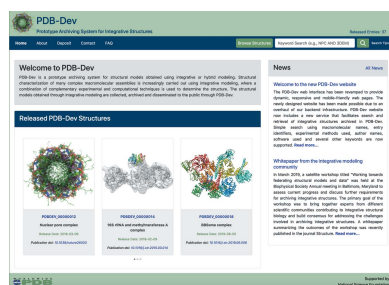 PDB-Dev
Prototype Archiving System for Integrative Structures
Released Entries: 37
Home About Deposit Contact FAQ Browse Structures Keyword Search (e.g., NPC AND 3DEM) Search Tips
Welcome to PDB-Dev
PDB-Dev is a prototype archiving system for structural models obtained using integrative or hybrid modeling. Structural
characterization of many complex macromolecular assemblies is increasingly carried out using integrative modeling, where a
combination of complementary experimental and computational techniques is used to determine the structure. The structural
models obtained through integrative modeling are collected, archived and disseminated to the public through PDB-Dev.
Released PDB-Dev Structures
PDBDEV_00000012
Nuclear pore complex
PDBDEV_00000014
16S rRNA and methyltransferase A
complex
PDBDEV_00000018
BBSome complex
News
All News
Welcome to the new PDB-Dev website
The PDB-Dev web interface has been revamped to provide
dynamic, responsive and mobile-friendly web pages. The
newly designed website has been made possible due to an
overhaul of our backend infrastructure. PDB-Dev website
now includes a new service that facilitates search and
retrieval of integrative structures archived in PDB-Dev.
Simple search using macromolecular names, entry
identifiers, experimental methods used, author names,
software used and several other keywords are now
supported. Read more...
Whitepaper from the integrative modeling
community
In March 2019, a satellite workshop titled "Working towards
federating structural models and data" was held at the
Biophysical Society Annual meeting in Baltimore, Maryland to
assess current progress and discuss further requirements
for archiving integrative structures. The primary goal of the
workshop was to bring together experts from different
scientific communities contributing to integrative structural
biology and build consensus for addressing the challenges
involved in archiving integrative structures. A whitepaper
summarizing the outcomes of the workshop was recently
published in the journal Structure. Read more...
Supported by